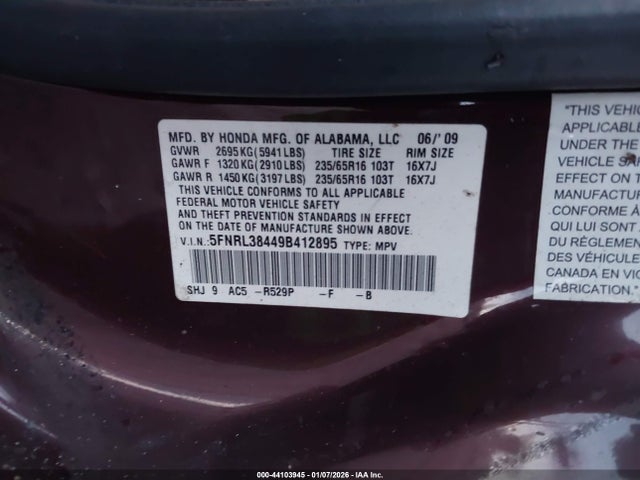 MFD. BY HONDA MFG. OF ALABAMA, LLC 06/'09
GVWR 2695KG(5941LBS) TIRE SIZE RIM SIZE
GAWR F 1320KG(2910LBS) 235/65R16 103T 16X7J
GAWR R 1450KG(3197LBS) 235/65R16 103T 16X7J
THIS VEHICLE CONFORMS TO ALL APPLICABLE
FEDERAL MOTOR VEHICLE SAFETY
AND THEFT PREVENTION STANDARDS IN EFFECT
ON THE DATE OF MANUFACTURE SHOWN ABOVE.
V.I.N.: 5FNRL38449B412895 TYPE: MPV
SHJ 9 AC5 -R529P -F -B
"THIS VEHIC
APPLICABLE
UNDER THE
VEHICLE SAF
IN EFFECT ON
MANUFACTUR
CONFORME À
QUI LUI
DU RÈGLEMEN
DES VÉHICULE
CANADA EN VIG
FABRICATION."
000-44103945 | 01/07/2026 | IAA Inc.